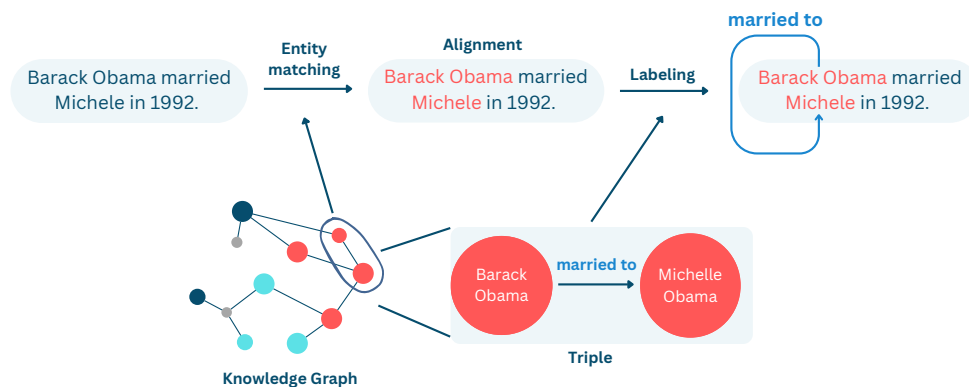 married to
Entity
matching
Alignment
Labeling
Barack Obama married
Michele in 1992.
Barack Obama married
Michele in 1992.
Barack Obama married
Michele in 1992.
Barack
Obama
married to
Michelle
Obama
Triple
Knowledge Graph